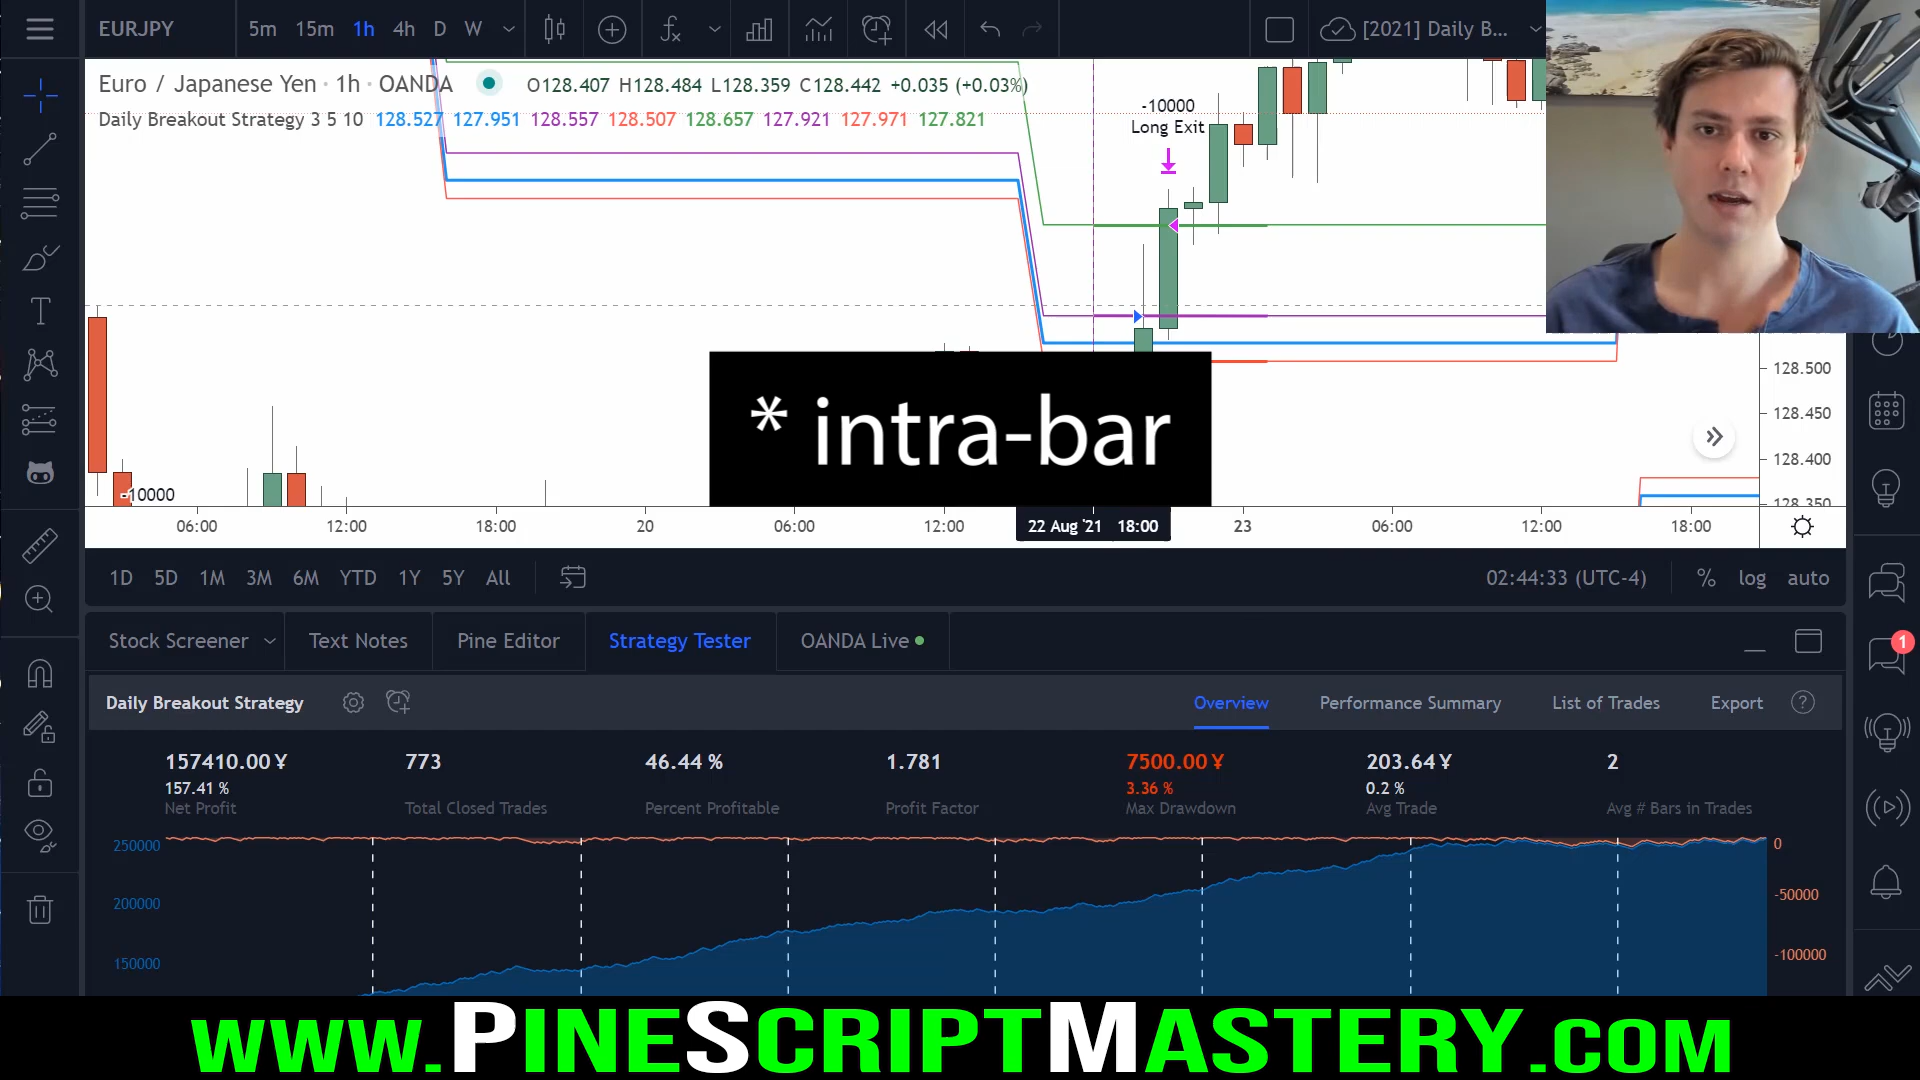 EURJPY 5m 15m 1h 4h D W [2021] Daily B...
Euro / Japanese Yen · 1h · OANDA O128.407 H128.484 L128.359 C128.442 +0.035 (+0.03%)
Daily Breakout Strategy 3 5 10 128.527 127.951 128.557 128.507 128.657 127.921 127.971 127.821
-10000
Long Exit
* intra-bar
128.500
128.450
128.400
128.350
-10000
06:00 12:00 18:00 20 06:00 12:00 22 Aug '21 18:00 23 06:00 12:00 18:00
1D 5D 1M 3M 6M YTD 1Y 5Y All 02:44:33 (UTC-4) % log auto
Stock Screener Text Notes Pine Editor Strategy Tester OANDA Live
1
Daily Breakout Strategy Overview Performance Summary List of Trades Export ?
157410.00 ¥ 773 46.44 % 1.781 7500.00 ¥ 203.64 ¥ 2
157.41 % 3.36 % 0.2 %
Net Profit Total Closed Trades Percent Profitable Profit Factor Max Drawdown Avg Trade Avg # Bars in Trades
250000 0
200000 -50000
150000 -100000
www.PineScriptMastery.com